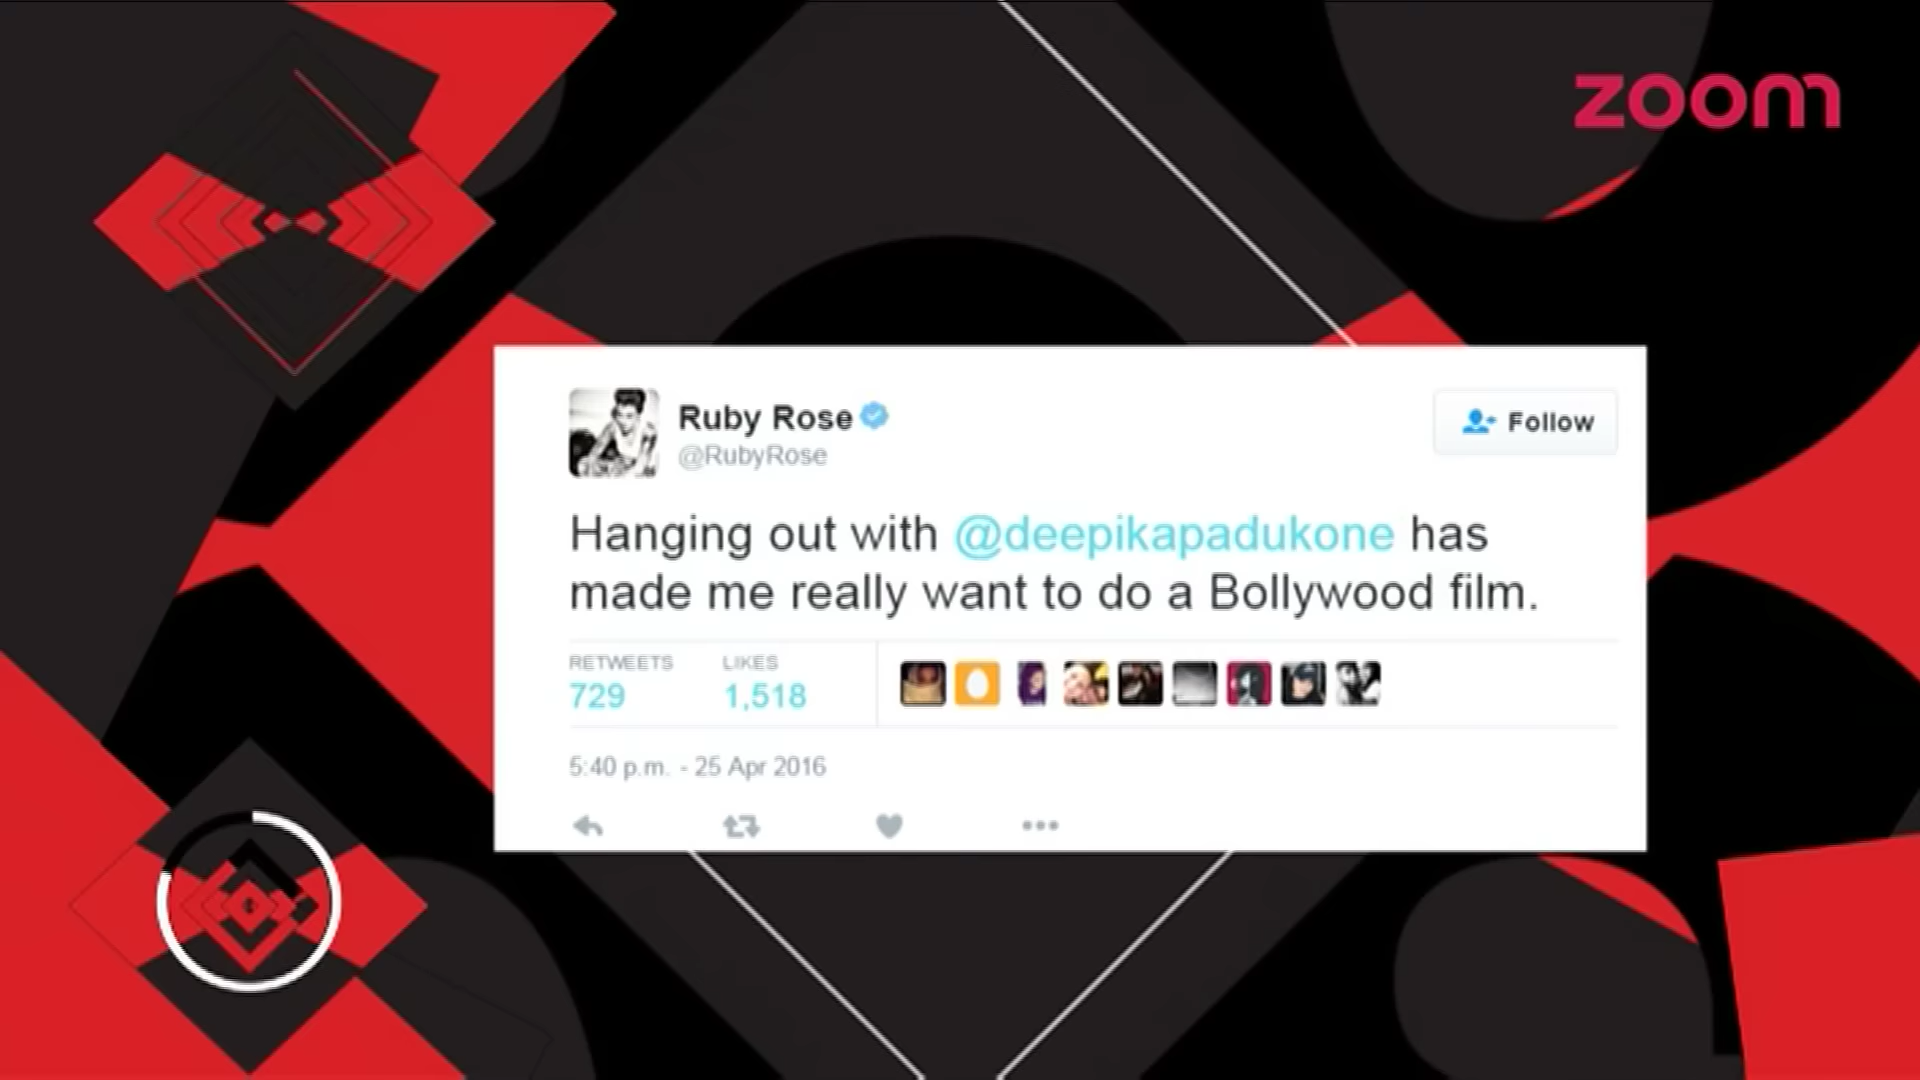 zoom
Ruby Rose
@RubyRose
Follow
Hanging out with @deepikapadukone has
made me really want to do a Bollywood film.
RETWEETS LIKES
729 1,518
5:40 p.m. - 25 Apr 2016